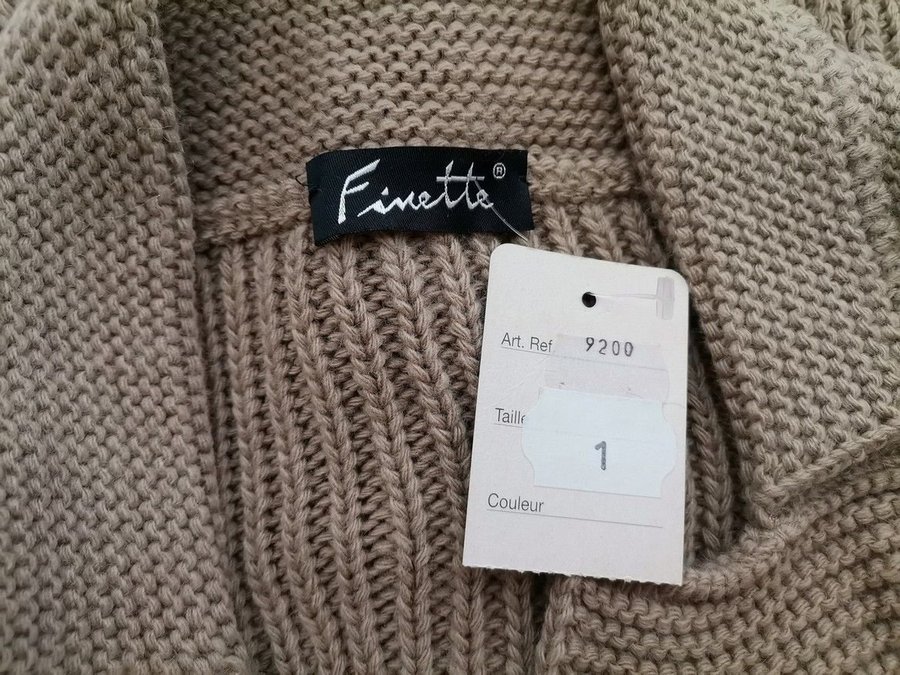 Finette®
Art. Ref 9200
Taille
1
Couleur